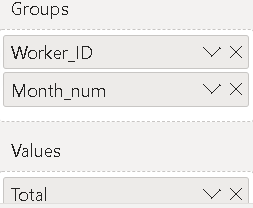 Groups
Worker_ID
Month_num
Values
Total